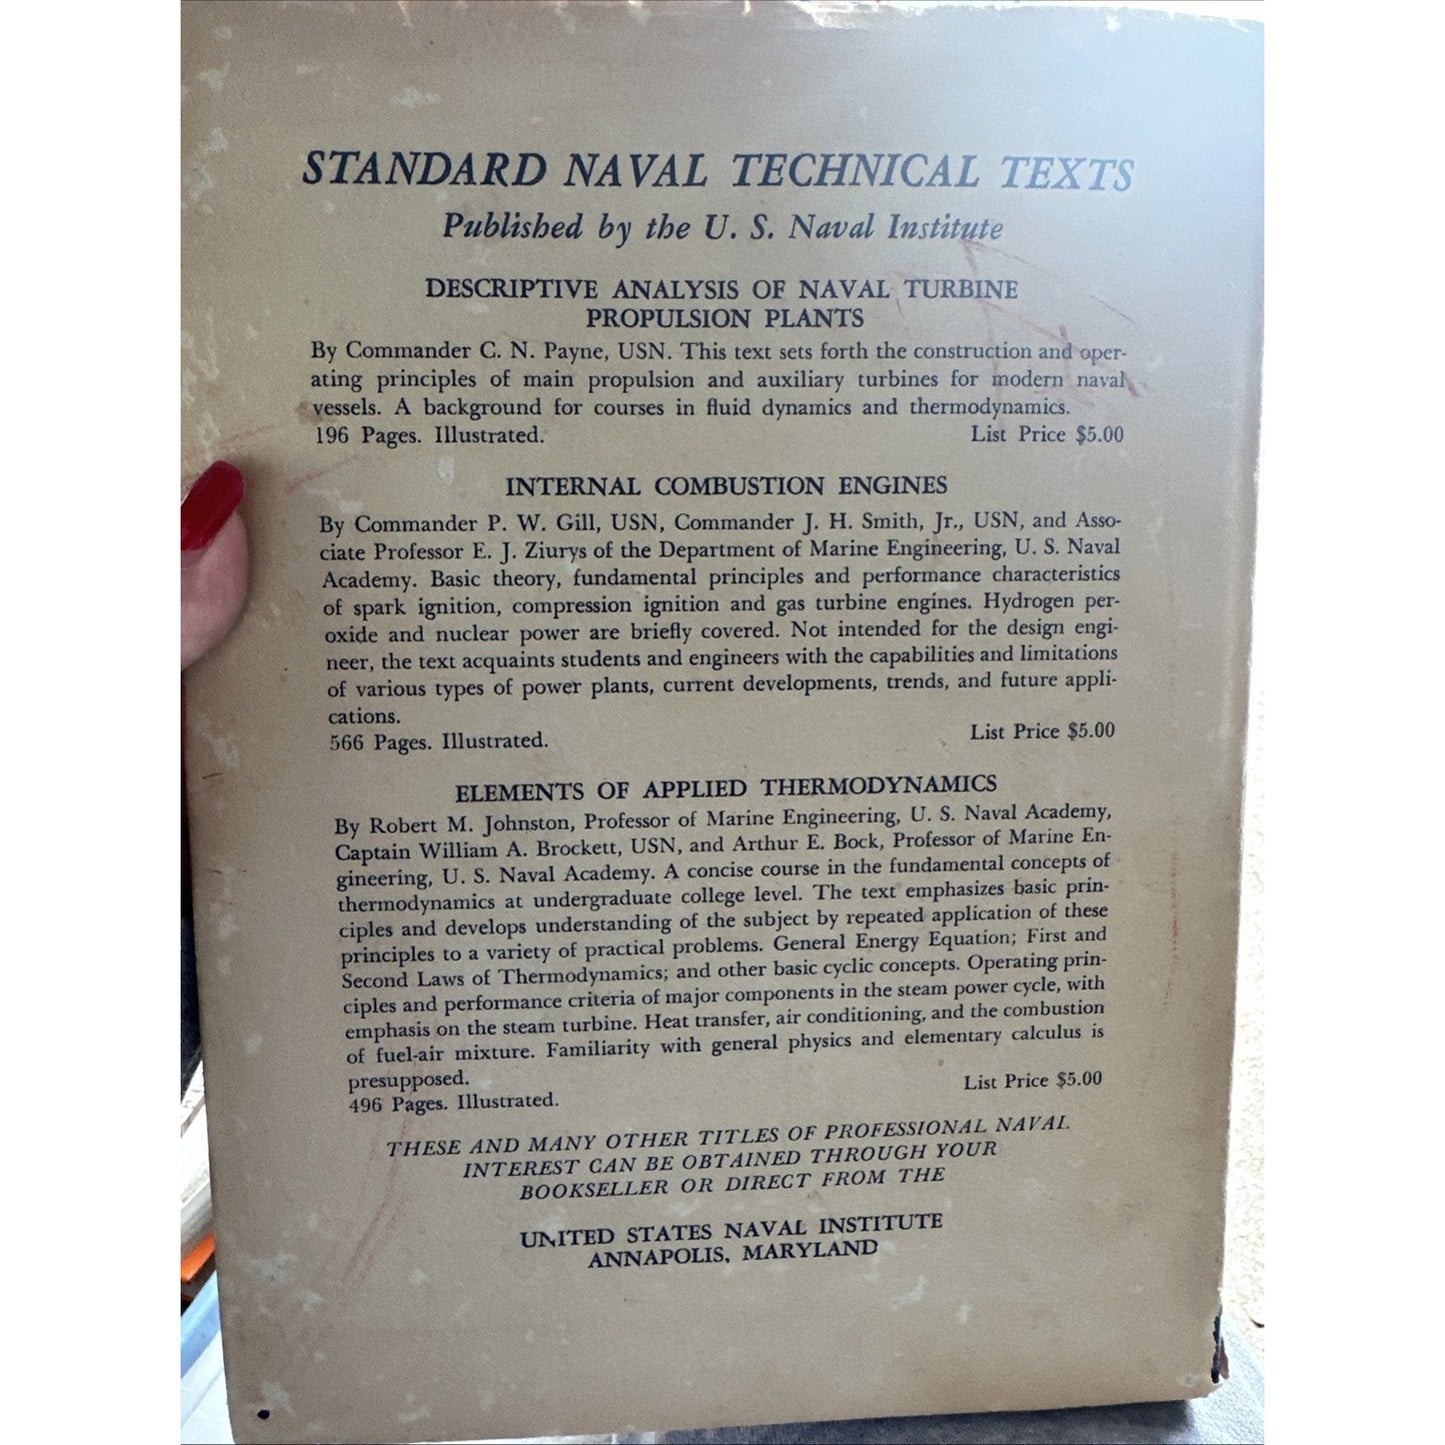 STANDARD NAVAL TECHNICAL TEXTS
Published by the U. S. Naval Institute
DESCRIPTIVE ANALYSIS OF NAVAL TURBINE
PROPULSION PLANTS
By Commander C. N. Payne, USN. This text sets forth the construction and oper-
ating principles of main propulsion and auxiliary turbines for modern naval
vessels. A background for courses in fluid dynamics and thermodynamics.
196 Pages. Illustrated. List Price $5.00
INTERNAL COMBUSTION ENGINES
By Commander P. W. Gill, USN, Commander J. H. Smith, Jr., USN, and Asso-
ciate Professor E. J. Ziurys of the Department of Marine Engineering, U. S. Naval
Academy. Basic theory, fundamental principles and performance characteristics
of spark ignition, compression ignition and gas turbine engines. Hydrogen per-
oxide and nuclear power are briefly covered. Not intended for the design engi-
neer, the text acquaints students and engineers with the capabilities and limitations
of various types of power plants, current developments, trends, and future appli-
cations.
566 Pages. Illustrated. List Price $5.00
ELEMENTS OF APPLIED THERMODYNAMICS
By Robert M. Johnston, Professor of Marine Engineering, U. S. Naval Academy,
Captain William A. Brockett, USN, and Arthur E. Bock, Professor of Marine En-
gineering, U. S. Naval Academy. A concise course in the fundamental concepts of
thermodynamics at undergraduate college level. The text emphasizes basic prin-
ciples and develops understanding of the subject by repeated application of these
principles to a variety of practical problems. General Energy Equation; First and
Second Laws of Thermodynamics; and other basic cyclic concepts. Operating prin-
ciples and performance criteria of major components in the steam power cycle, with
emphasis on the steam turbine. Heat transfer, air conditioning, and the combustion
of fuel-air mixture. Familiarity with general physics and elementary calculus is
presupposed.
496 Pages. Illustrated. List Price $5.00
THESE AND MANY OTHER TITLES OF PROFESSIONAL NAVAL
INTEREST CAN BE OBTAINED THROUGH YOUR
BOOKSELLER OR DIRECT FROM THE
UNITED STATES NAVAL INSTITUTE
ANNAPOLIS, MARYLAND